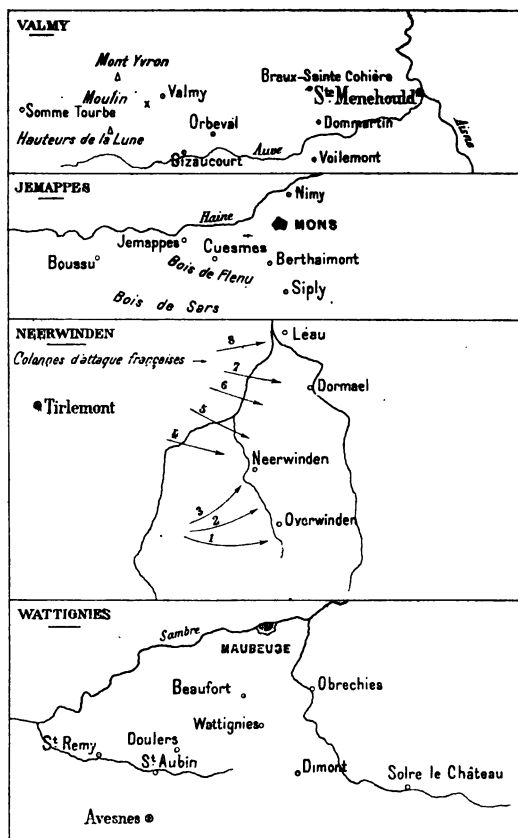 VALMY
Mont Yvron
Moulin
Valmy
Braux-Sainte Cohière
Ste Menehould
Somme Tourbe
Orbeval
Dommartin
Hauteurs de la Lune
Auve
Aisne
Gizaucourt
Voilemont
JEMAPPES
Nimy
Haine
MONS
Jemappes
Cuesmes
Boussu
Bois de Flenu
Berthaimont
Siply
Bois de Sars
NEERWINDEN
8
Léau
Colonnes d'attaque françaises
7
6
Dormael
Tirlemont
5
4
Neerwinden
3
2
Overwinden
1
WATTIGNIES
Sambre
MAUBEUGE
Beaufort
Obrechies
Wattignies
St Remy
Doulers
St Aubin
Dimont
Solre le Château
Avesnes